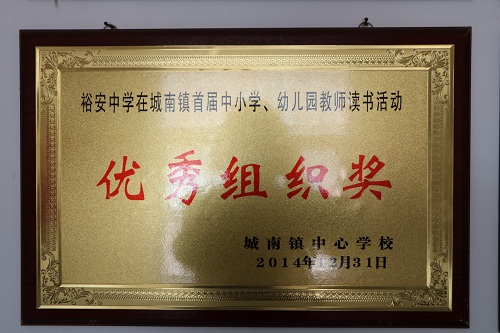 裕安中学在城南镇首届中小学、幼儿园教师读书活动
优秀组织奖
城南镇中心学校
2014年12月31日